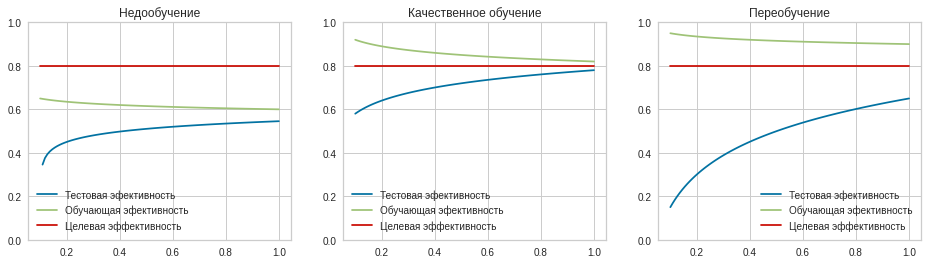 Недообучение
1.0
0.8
0.6
0.4
0.2
0.0
Тестовая эфективность
Обучающая эфективность
Целевая эффективность
0.2 0.4 0.6 0.8 1.0
Качественное обучение
1.0
0.8
0.6
0.4
0.2
0.0
Тестовая эфективность
Обучающая эфективность
Целевая эффективность
0.2 0.4 0.6 0.8 1.0
Переобучение
1.0
0.8
0.6
0.4
0.2
0.0
Тестовая эфективность
Обучающая эфективность
Целевая эффективность
0.2 0.4 0.6 0.8 1.0